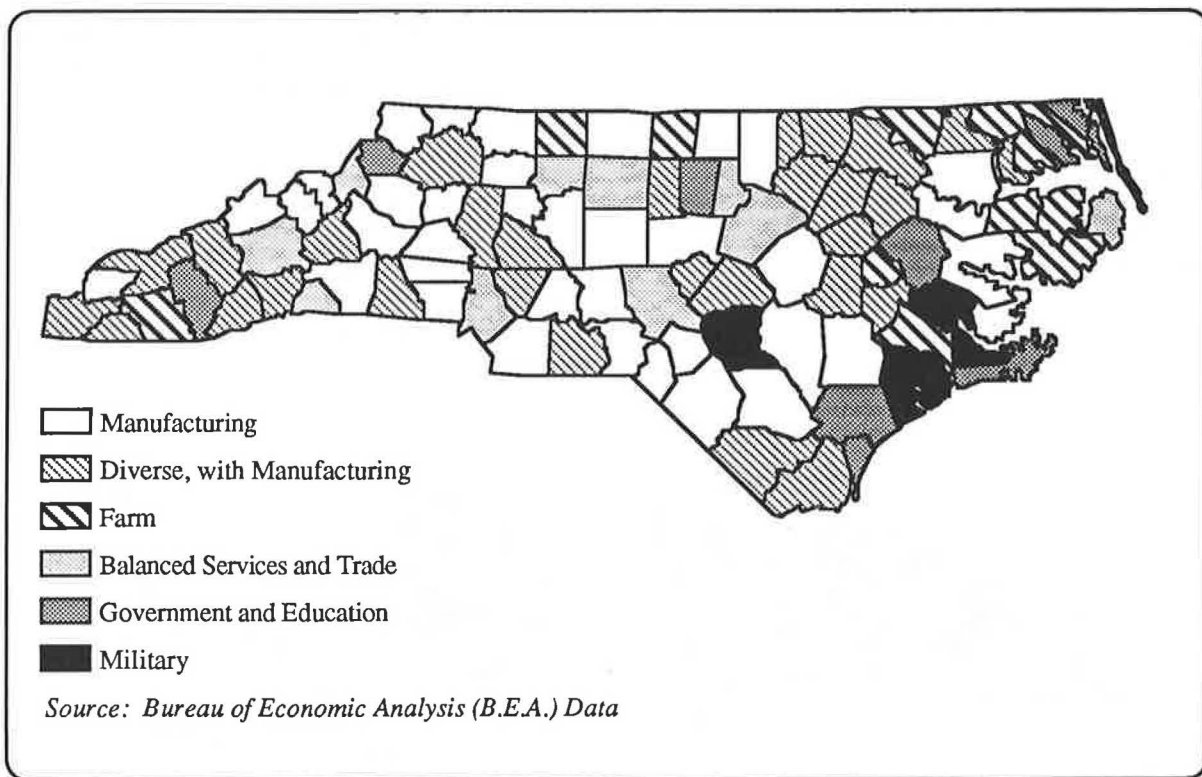 Manufacturing
Diverse, with Manufacturing
Farm
Balanced Services and Trade
Government and Education
Military
Source: Bureau of Economic Analysis (B.E.A.) Data